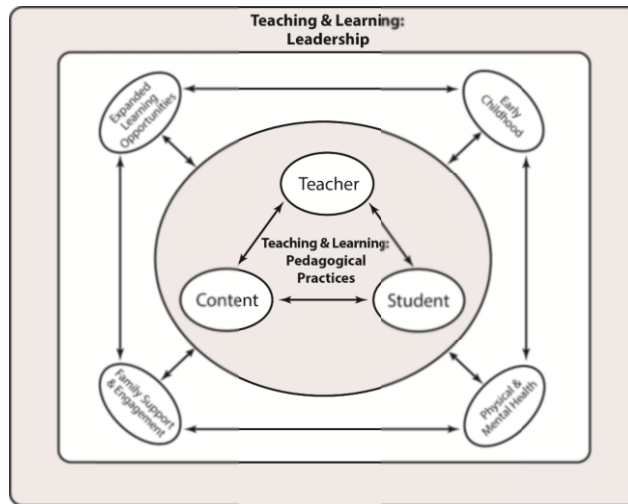 Teaching & Learning:
Leadership
Expanded
Learning
Opportunities
Early
Childhood
Teacher
Teaching & Learning:
Pedagogical
Practices
Content
Student
Family Support
& Engagement
Physical &
Mental Health